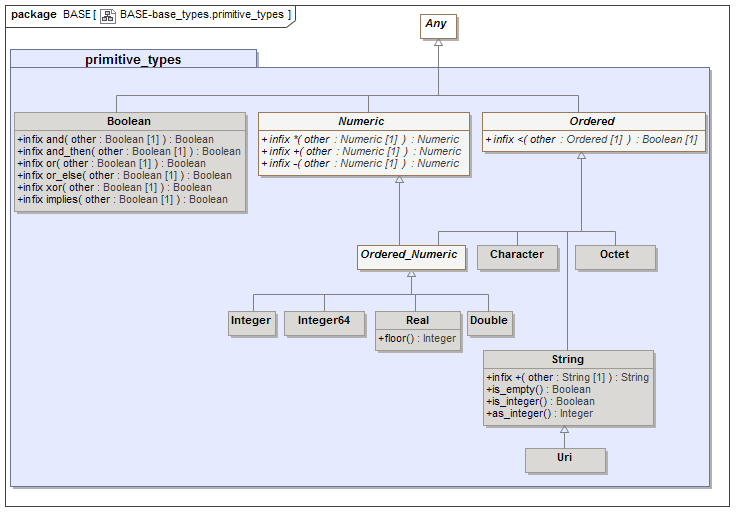 package BASE [ BASE-base_types.primitive_types ]
Any
primitive_types
Boolean
+infix and( other : Boolean [1] ) : Boolean
+infix and_then( other : Boolean [1] ) : Boolean
+infix or( other : Boolean [1] ) : Boolean
+infix or_else( other : Boolean [1] ) : Boolean
+infix xor( other : Boolean [1] ) : Boolean
+infix implies( other : Boolean [1] ) : Boolean
Numeric
+infix *( other : Numeric [1] ) : Numeric
+infix +( other : Numeric [1] ) : Numeric
+infix -( other : Numeric [1] ) : Numeric
Ordered
+infix <( other : Ordered [1] ) : Boolean [1]
Ordered_Numeric
Character
Octet
Integer
Integer64
Real
+floor() : Integer
Double
String
+infix +( other : String [1] ) : String
+is_empty() : Boolean
+is_integer() : Boolean
+as_integer() : Integer
Uri